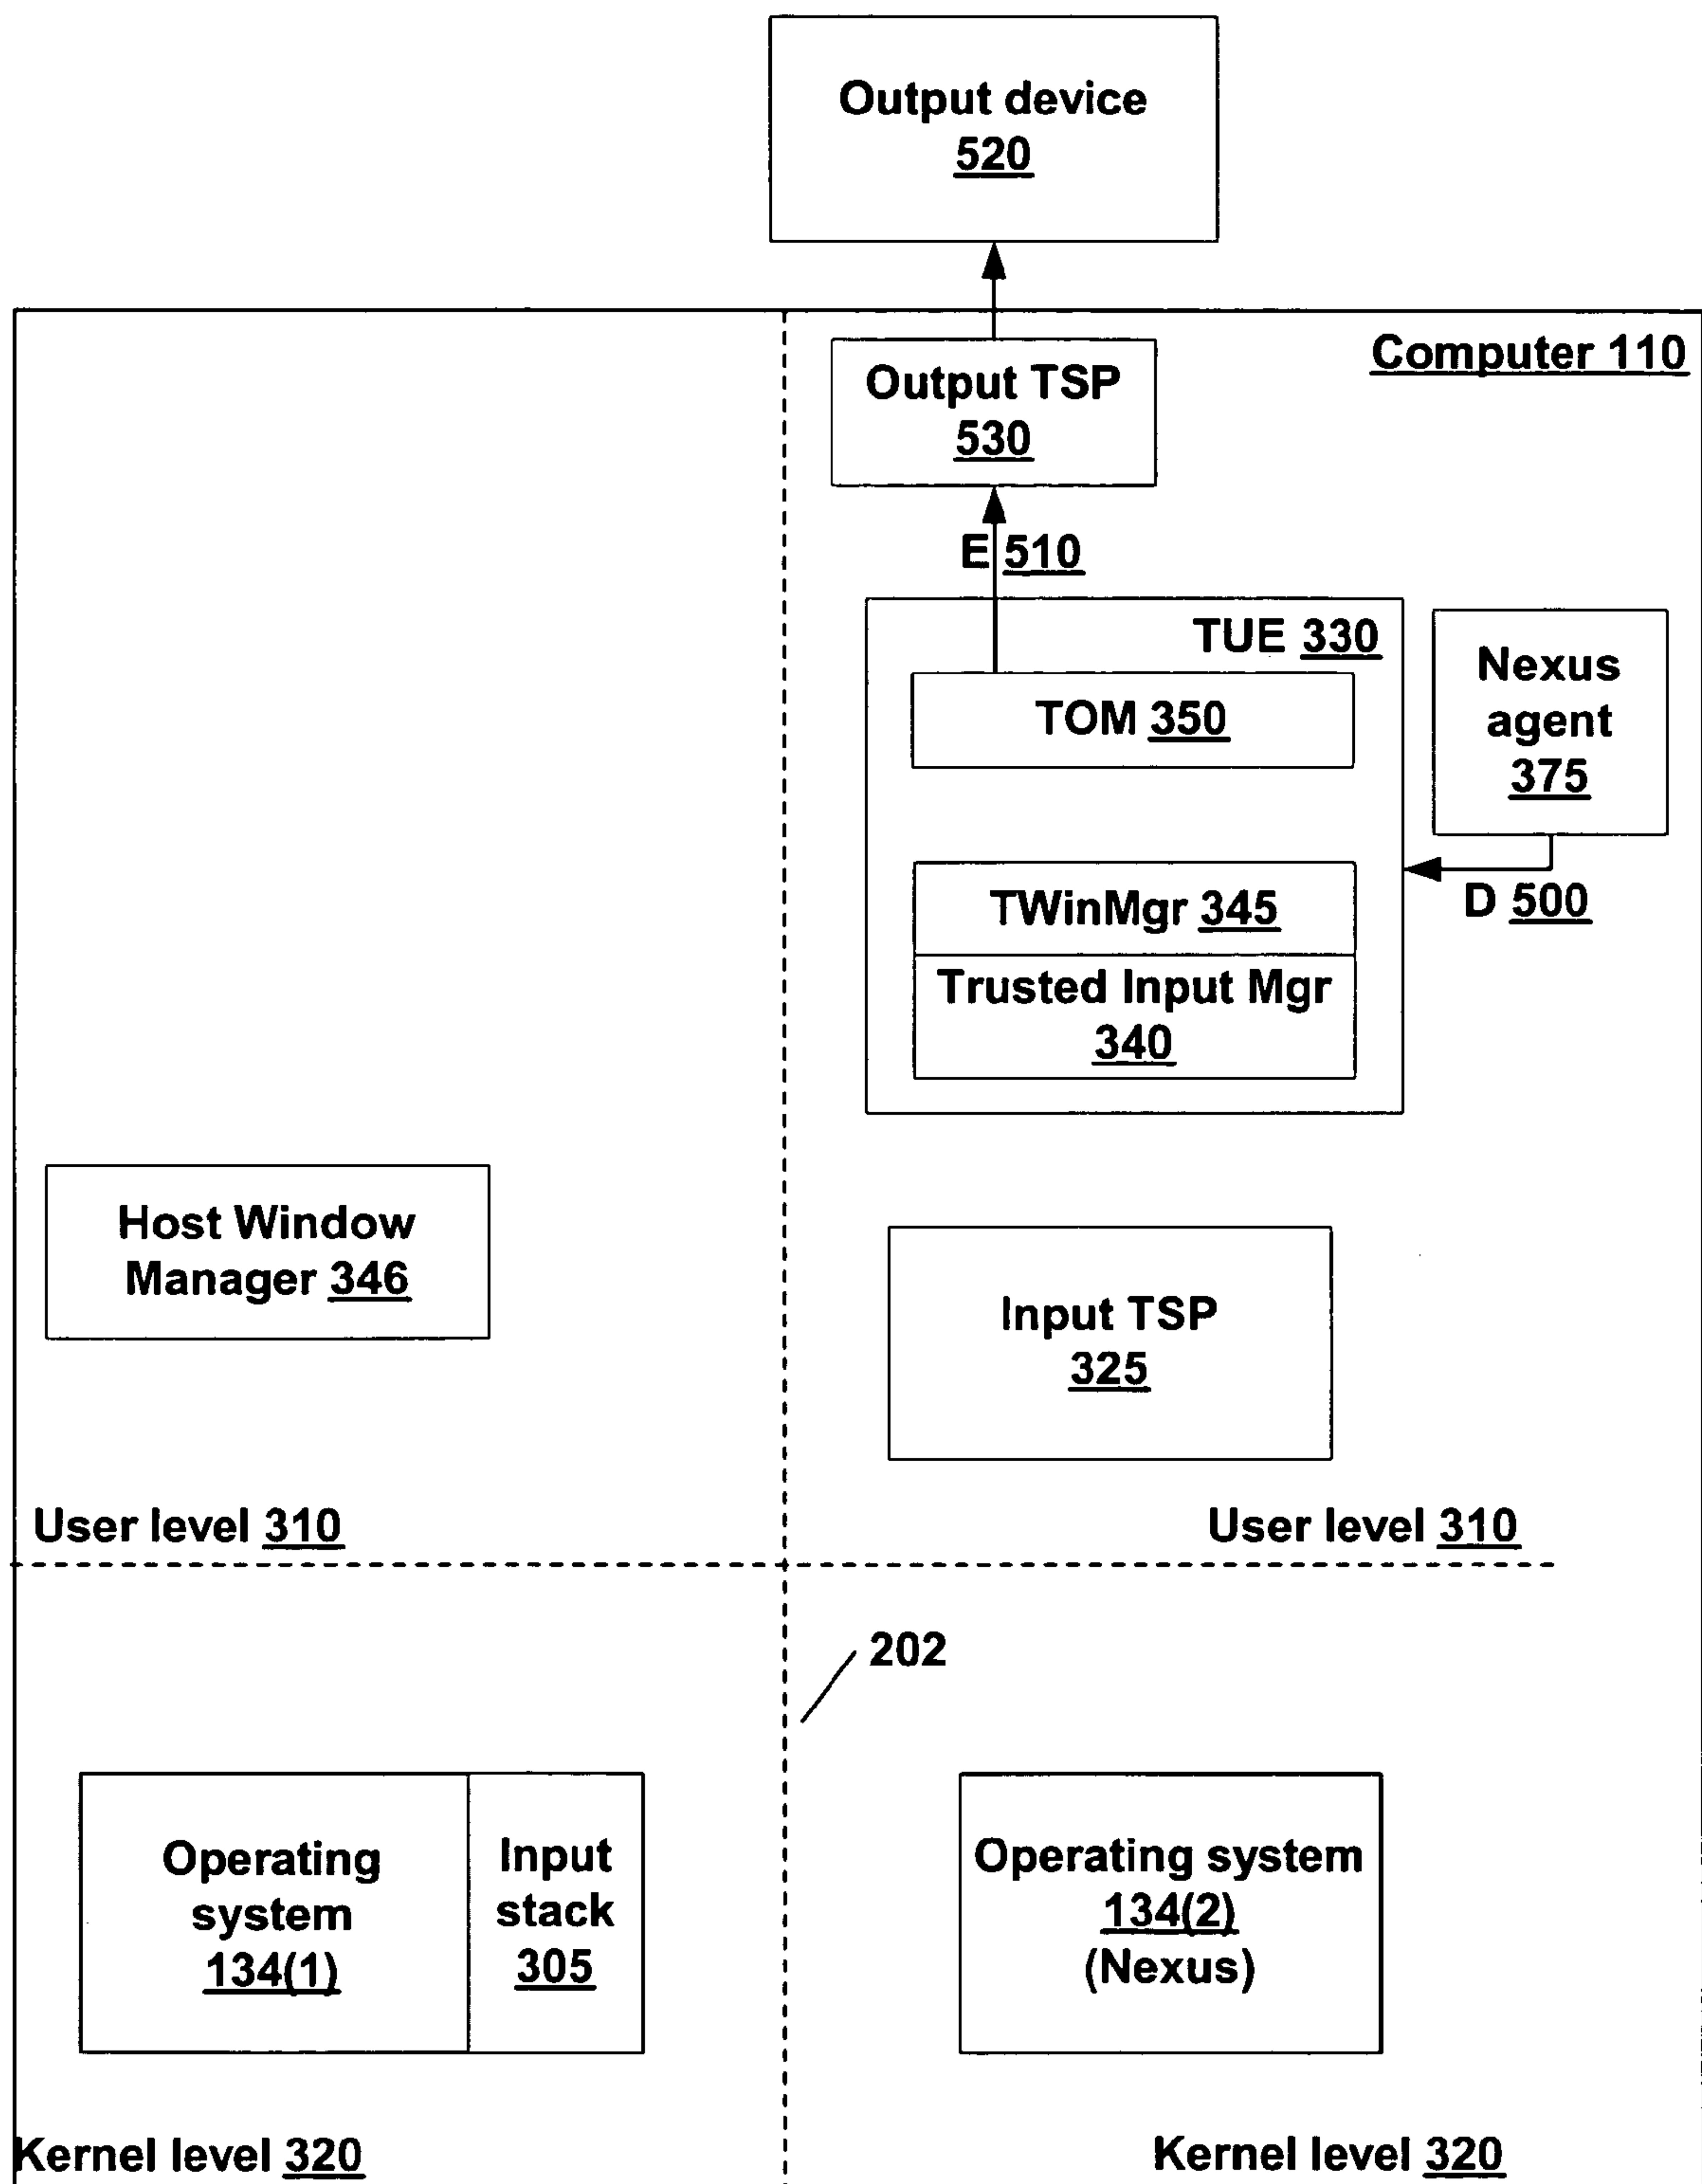 Output device
520
Computer 110
Output TSP
530
E 510
TUE 330
TOM 350
Nexus
agent
375
D 500
TWinMgr 345
Trusted Input Mgr
340
Host Window
Manager 346
Input TSP
325
User level 310
User level 310
202
Operating
system
134(1)
Input
stack
305
Operating system
134(2)
(Nexus)
Kernel level 320
Kernel level 320